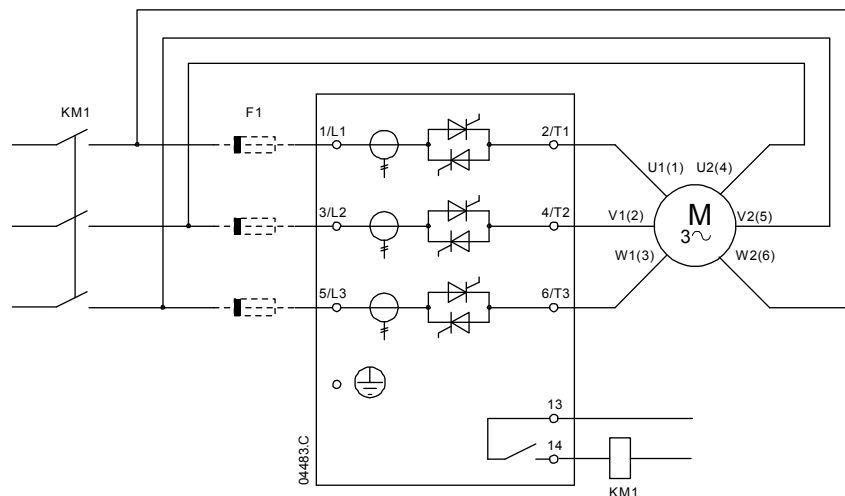 KM1
F1
1/L1
2/T1
U1(1)
U2(4)
3/L2
4/T2
V1(2)
M
3~
V2(5)
W1(3)
W2(6)
5/L3
6/T3
13
14
KM1
04483.C